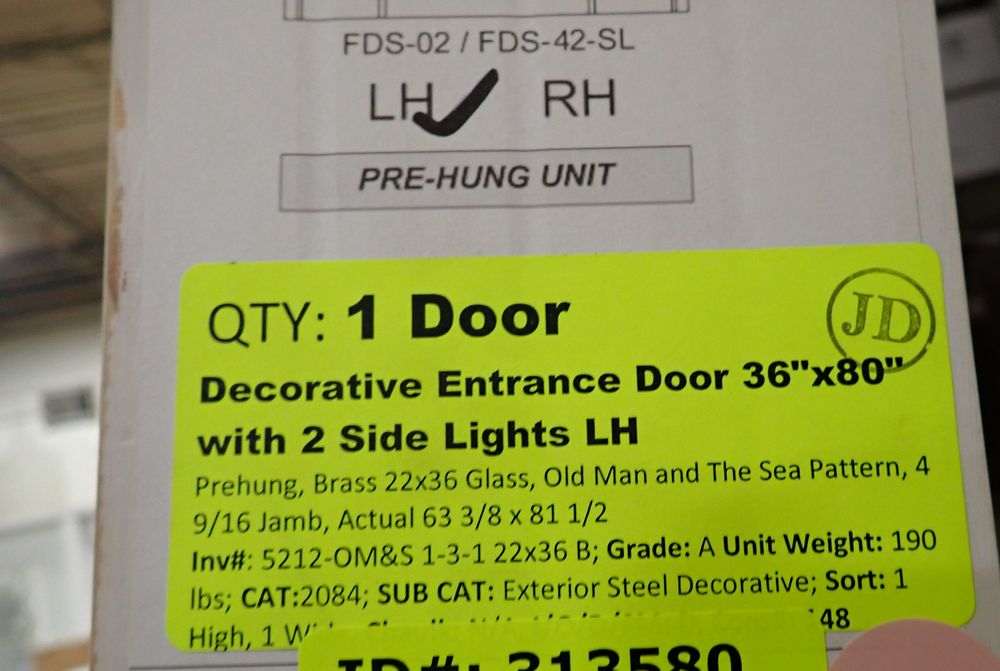 FDS-02 / FDS-42-SL
LH RH
PRE-HUNG UNIT
QTY: 1 Door
JD
Decorative Entrance Door 36"x80"
with 2 Side Lights LH
Prehung, Brass 22x36 Glass, Old Man and The Sea Pattern, 4
9/16 Jamb, Actual 63 3/8 x 81 1/2
Inv#: 5212-OM&S 1-3-1 22x36 B; Grade: A Unit Weight: 190
lbs; CAT:2084; SUB CAT: Exterior Steel Decorative; Sort: 1
High, 1 48
ID#: 313580